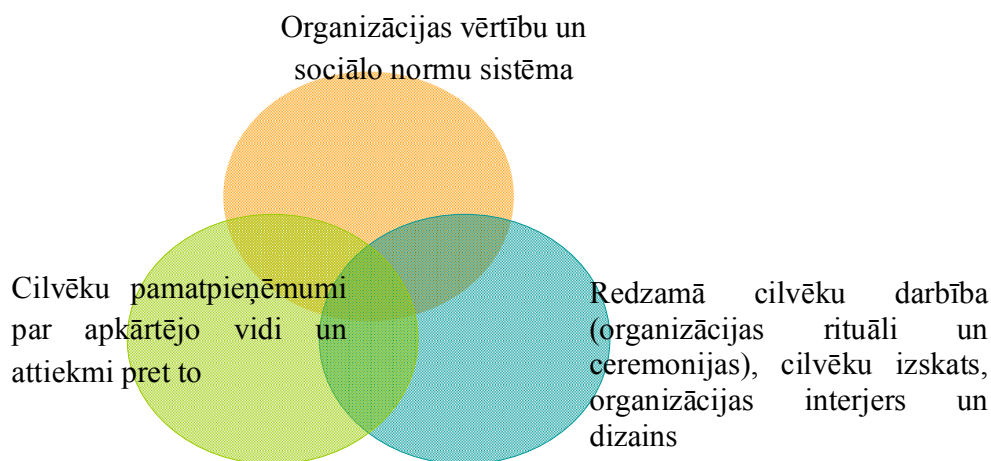 Organizācijas vērtību un
sociālo normu sistēma
Cilvēku pamatpieņēmumi
par apkārtējo vidi un
attiekmi pret to
Redzamā cilvēku darbība
(organizācijas rituāli un
ceremonijas), cilvēku izskats,
organizācijas interjers un
dizains